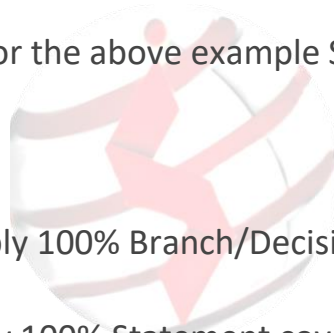 or the above example S
ly 100% Branch/Decisi
100% Statement cov